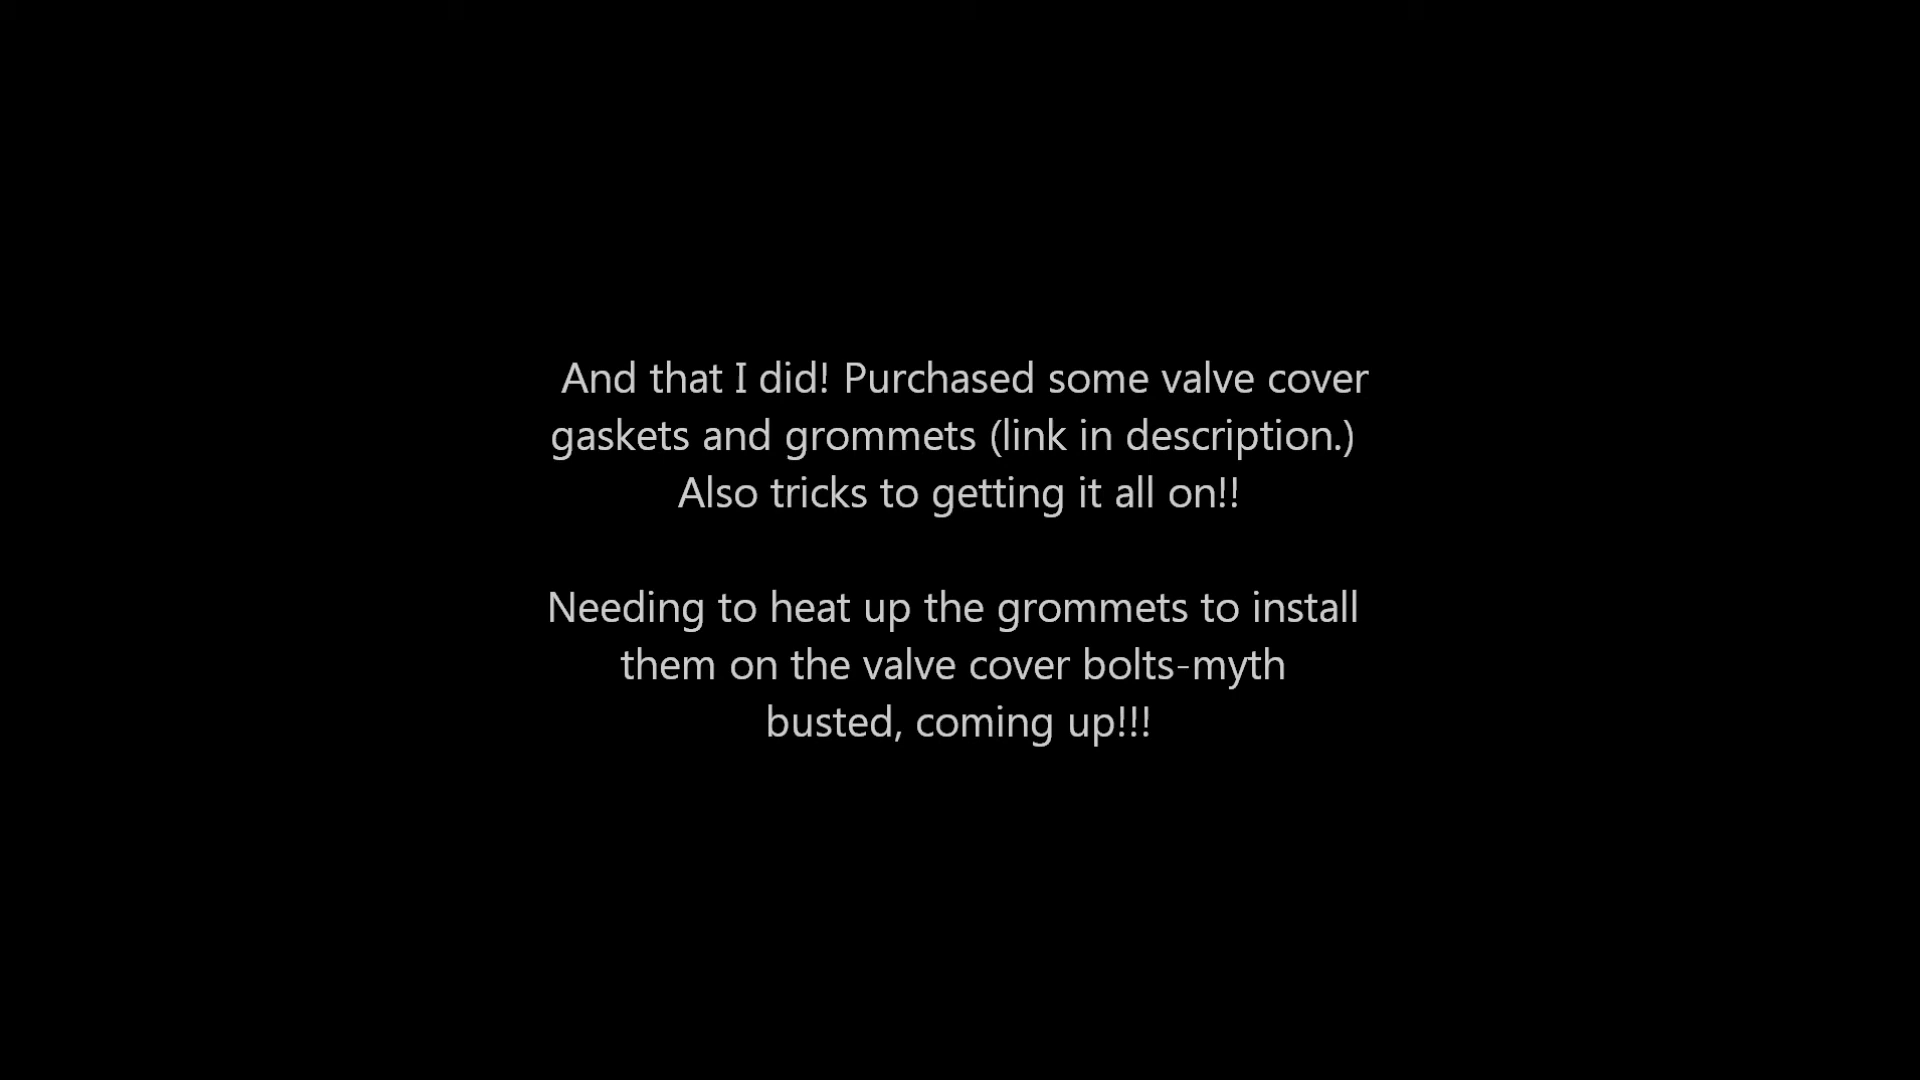 And that I did! Purchased some valve cover
gaskets and grommets (link in description.)
Also tricks to getting it all on!!
Needing to heat up the grommets to install
them on the valve cover bolts-myth
busted, coming up!!!